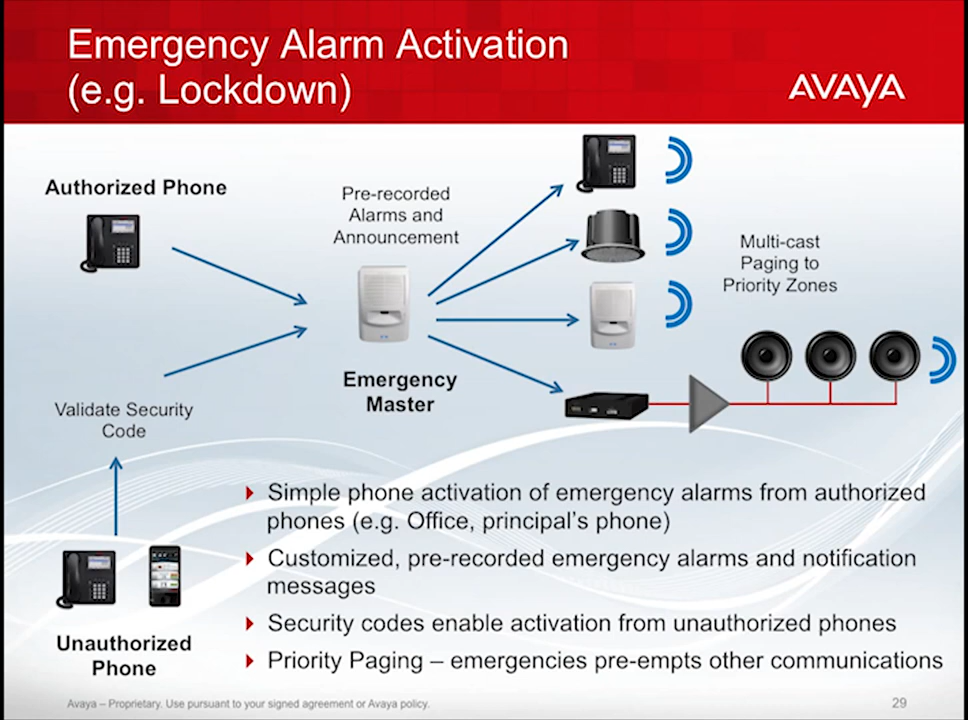 Emergency Alarm Activation
(e.g. Lockdown)
AVAYA
Authorized Phone
Pre-recorded
Alarms and
Announcement
Multi-cast
Paging to
Priority Zones
Emergency
Master
Validate Security
Code
Unauthorized
Phone
Simple phone activation of emergency alarms from authorized
phones (e.g. Office, principal's phone)
Customized, pre-recorded emergency alarms and notification
messages
Security codes enable activation from unauthorized phones
Priority Paging – emergencies pre-empts other communications
Avaya – Proprietary. Use pursuant to your signed agreement or Avaya policy.
29